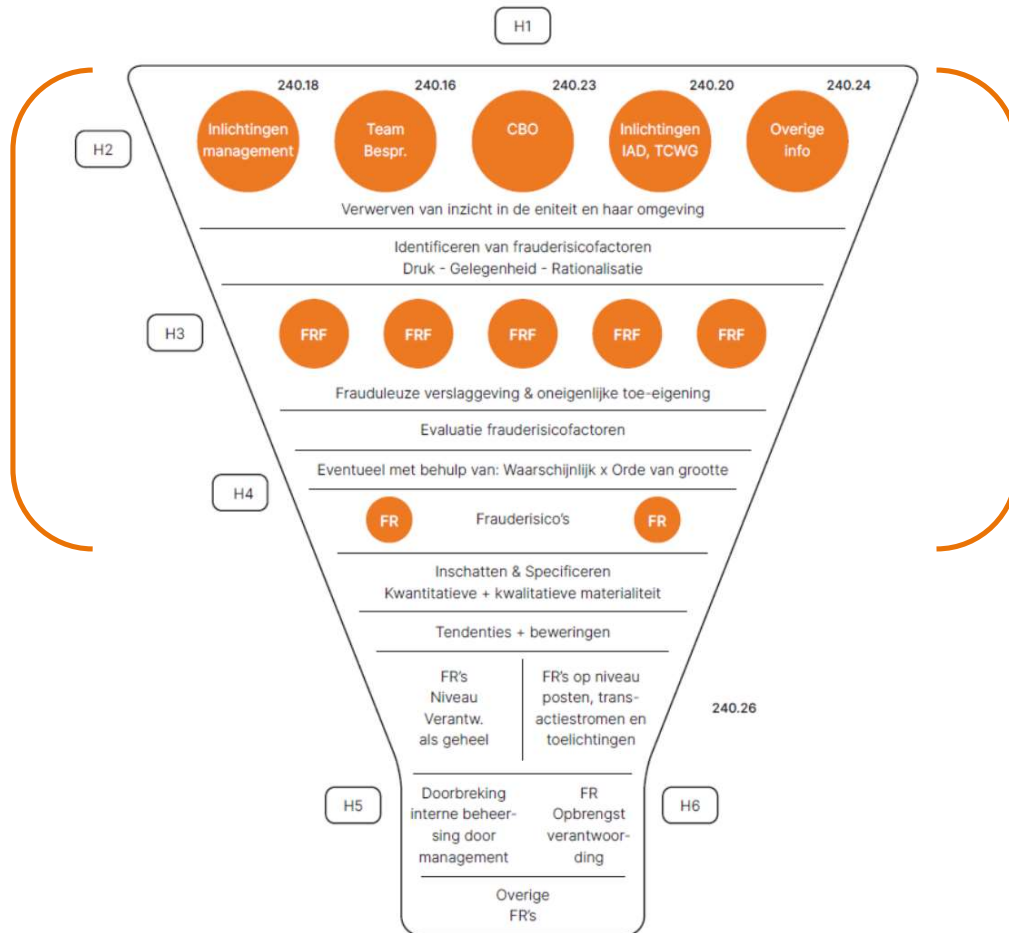 H1
240.18
240.16
240.23
240.20
240.24
H2
Inlichtingen
management
Team
Bespr.
CBO
Inlichtingen
IAD, TCWG
Overige
info
Verwerven van inzicht in de eniteit en haar omgeving
Identificeren van frauderisicofactoren
Druk - Gelegenheid - Rationalisatie
H3
FRF
FRF
FRF
FRF
FRF
Frauduleuze verslaggeving & oneigenlijke toe-eigening
Evaluatie frauderisicofactoren
Eventueel met behulp van: Waarschijnlijk x Orde van grootte
H4
FR
Frauderisico's
FR
Inschatten & Specificeren
Kwantitatieve + kwalitatieve materialiteit
Tendenties + beweringen
FR's
Niveau
Verantw.
als geheel
FR's op niveau
posten, trans-
actiestromen en
toelichtingen
240.26
H5
Doorbreking
interne beheer-
sing door
management
FR
Opbrengst
verantwoor-
ding
H6
Overige
FR's